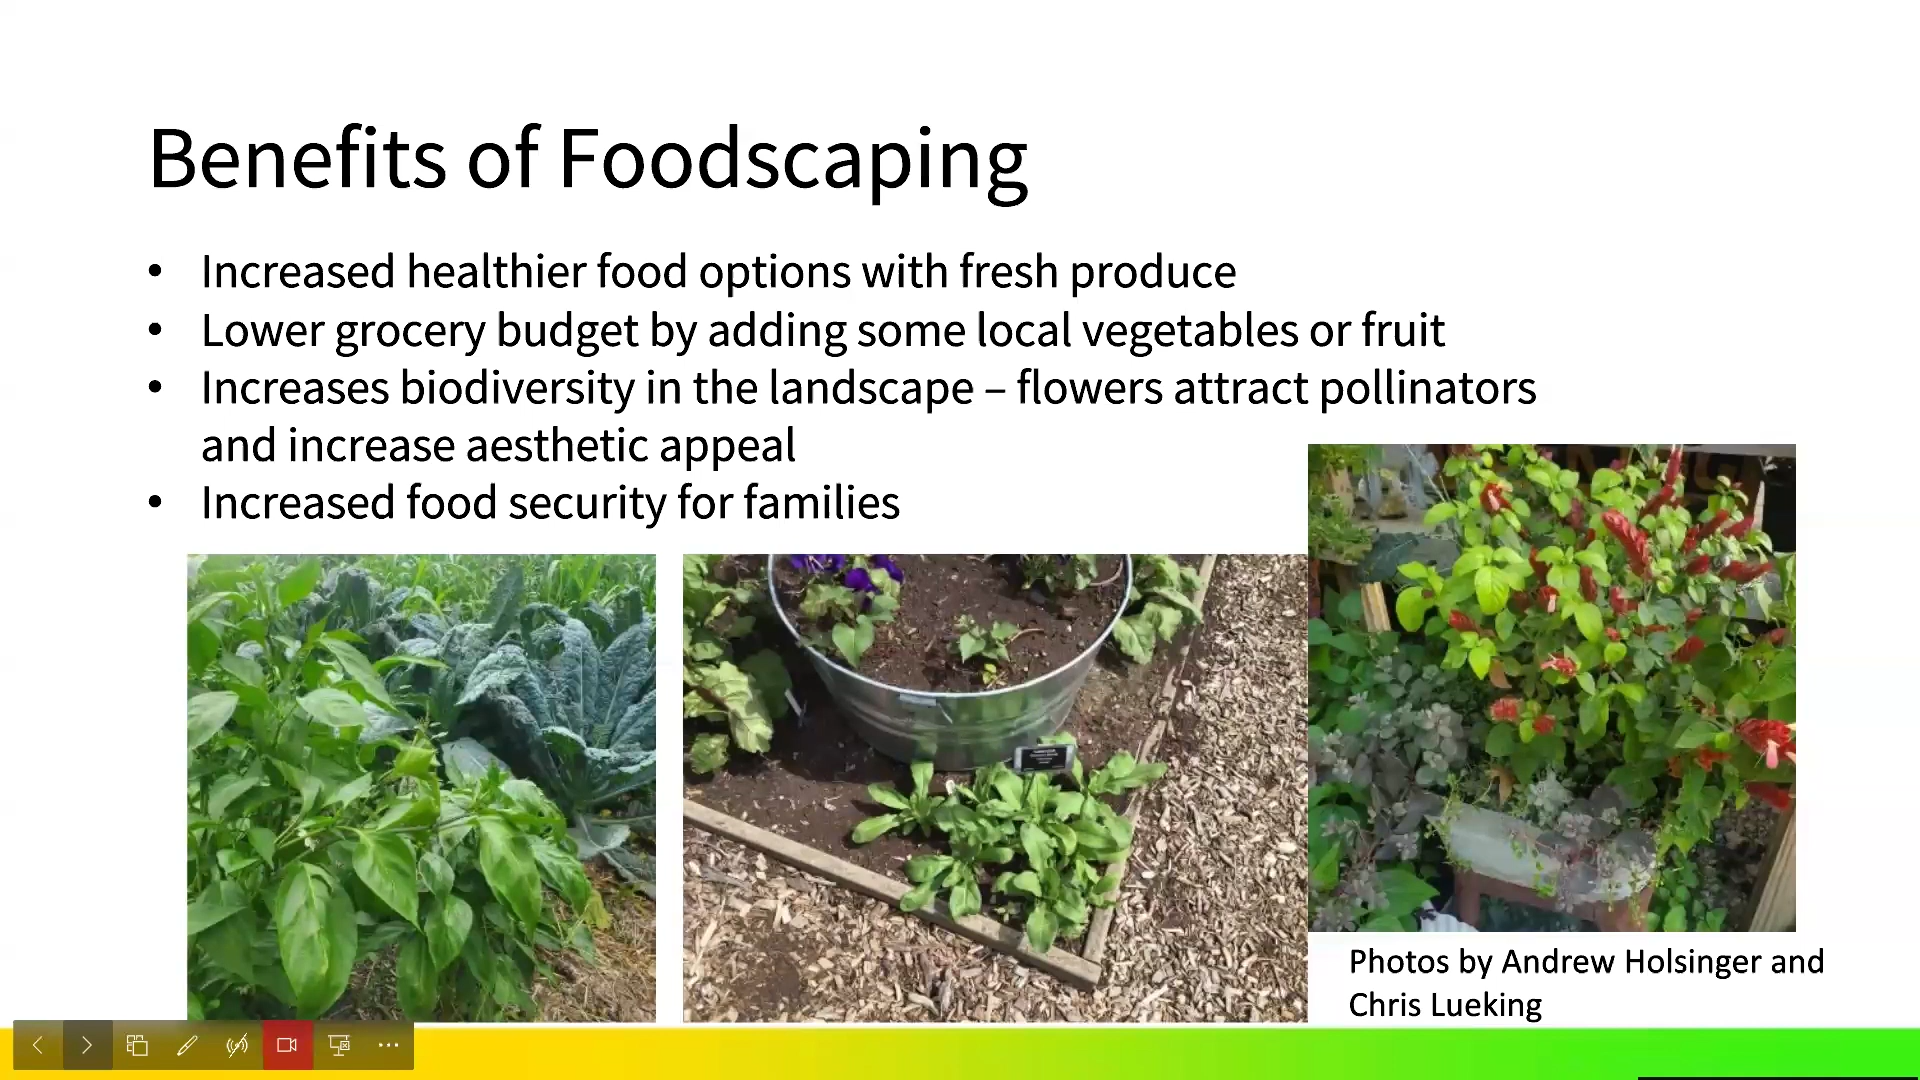 Benefits of Foodscaping
• Increased healthier food options with fresh produce
• Lower grocery budget by adding some local vegetables or fruit
• Increases biodiversity in the landscape – flowers attract pollinators
and increase aesthetic appeal
• Increased food security for families
Photos by Andrew Holsinger and
Chris Lueking